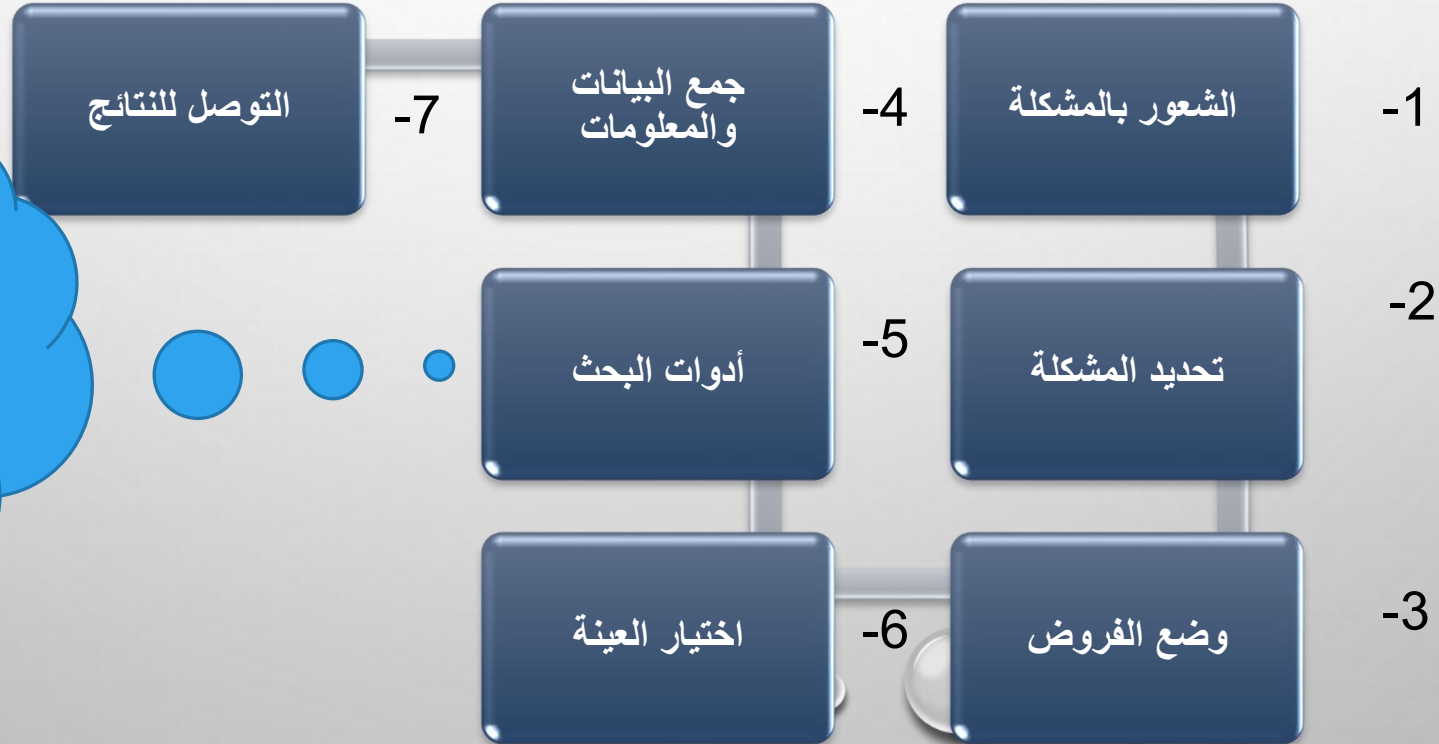 1-
الشعور بالمشكلة
2-
تحديد المشكلة
3-
وضع الفروض
4-
جمع البيانات
والمعلومات
5-
أدوات البحث
6-
اختيار العينة
7-
التوصل للنتائج